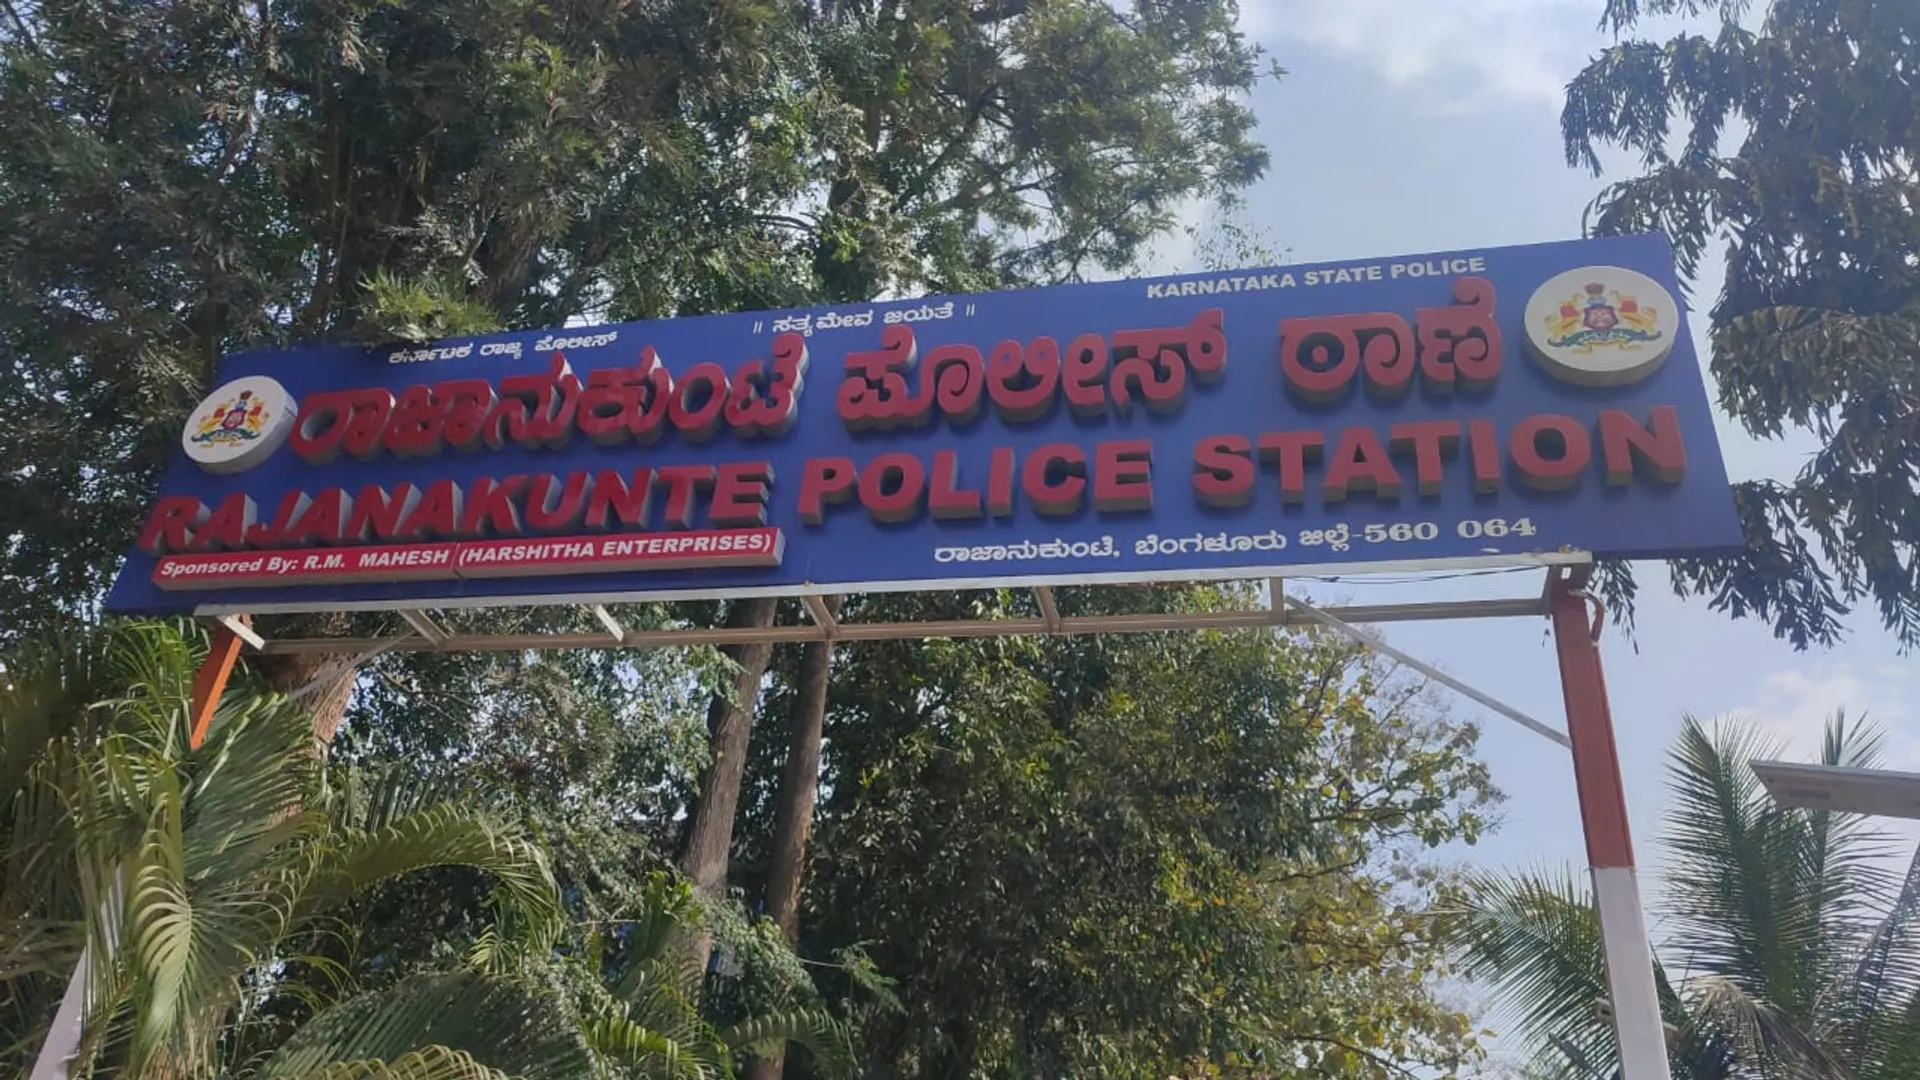 ಕರ್ನಾಟಕ ರಾಜ್ಯ ಪೊಲೀಸ್
॥ ಸತ್ಯಮೇವ ಜಯತೆ ॥
KARNATAKA STATE POLICE
ರಾಜಾನುಕುಂಟೆ ಪೊಲೀಸ್ ಠಾಣೆ
RAJANAKUNTE POLICE STATION
Sponsored By: R.M. MAHESH (HARSHITHA ENTERPRISES)
ರಾಜಾನುಕುಂಟೆ, ಬೆಂಗಳೂರು ಜಿಲ್ಲೆ-560 064